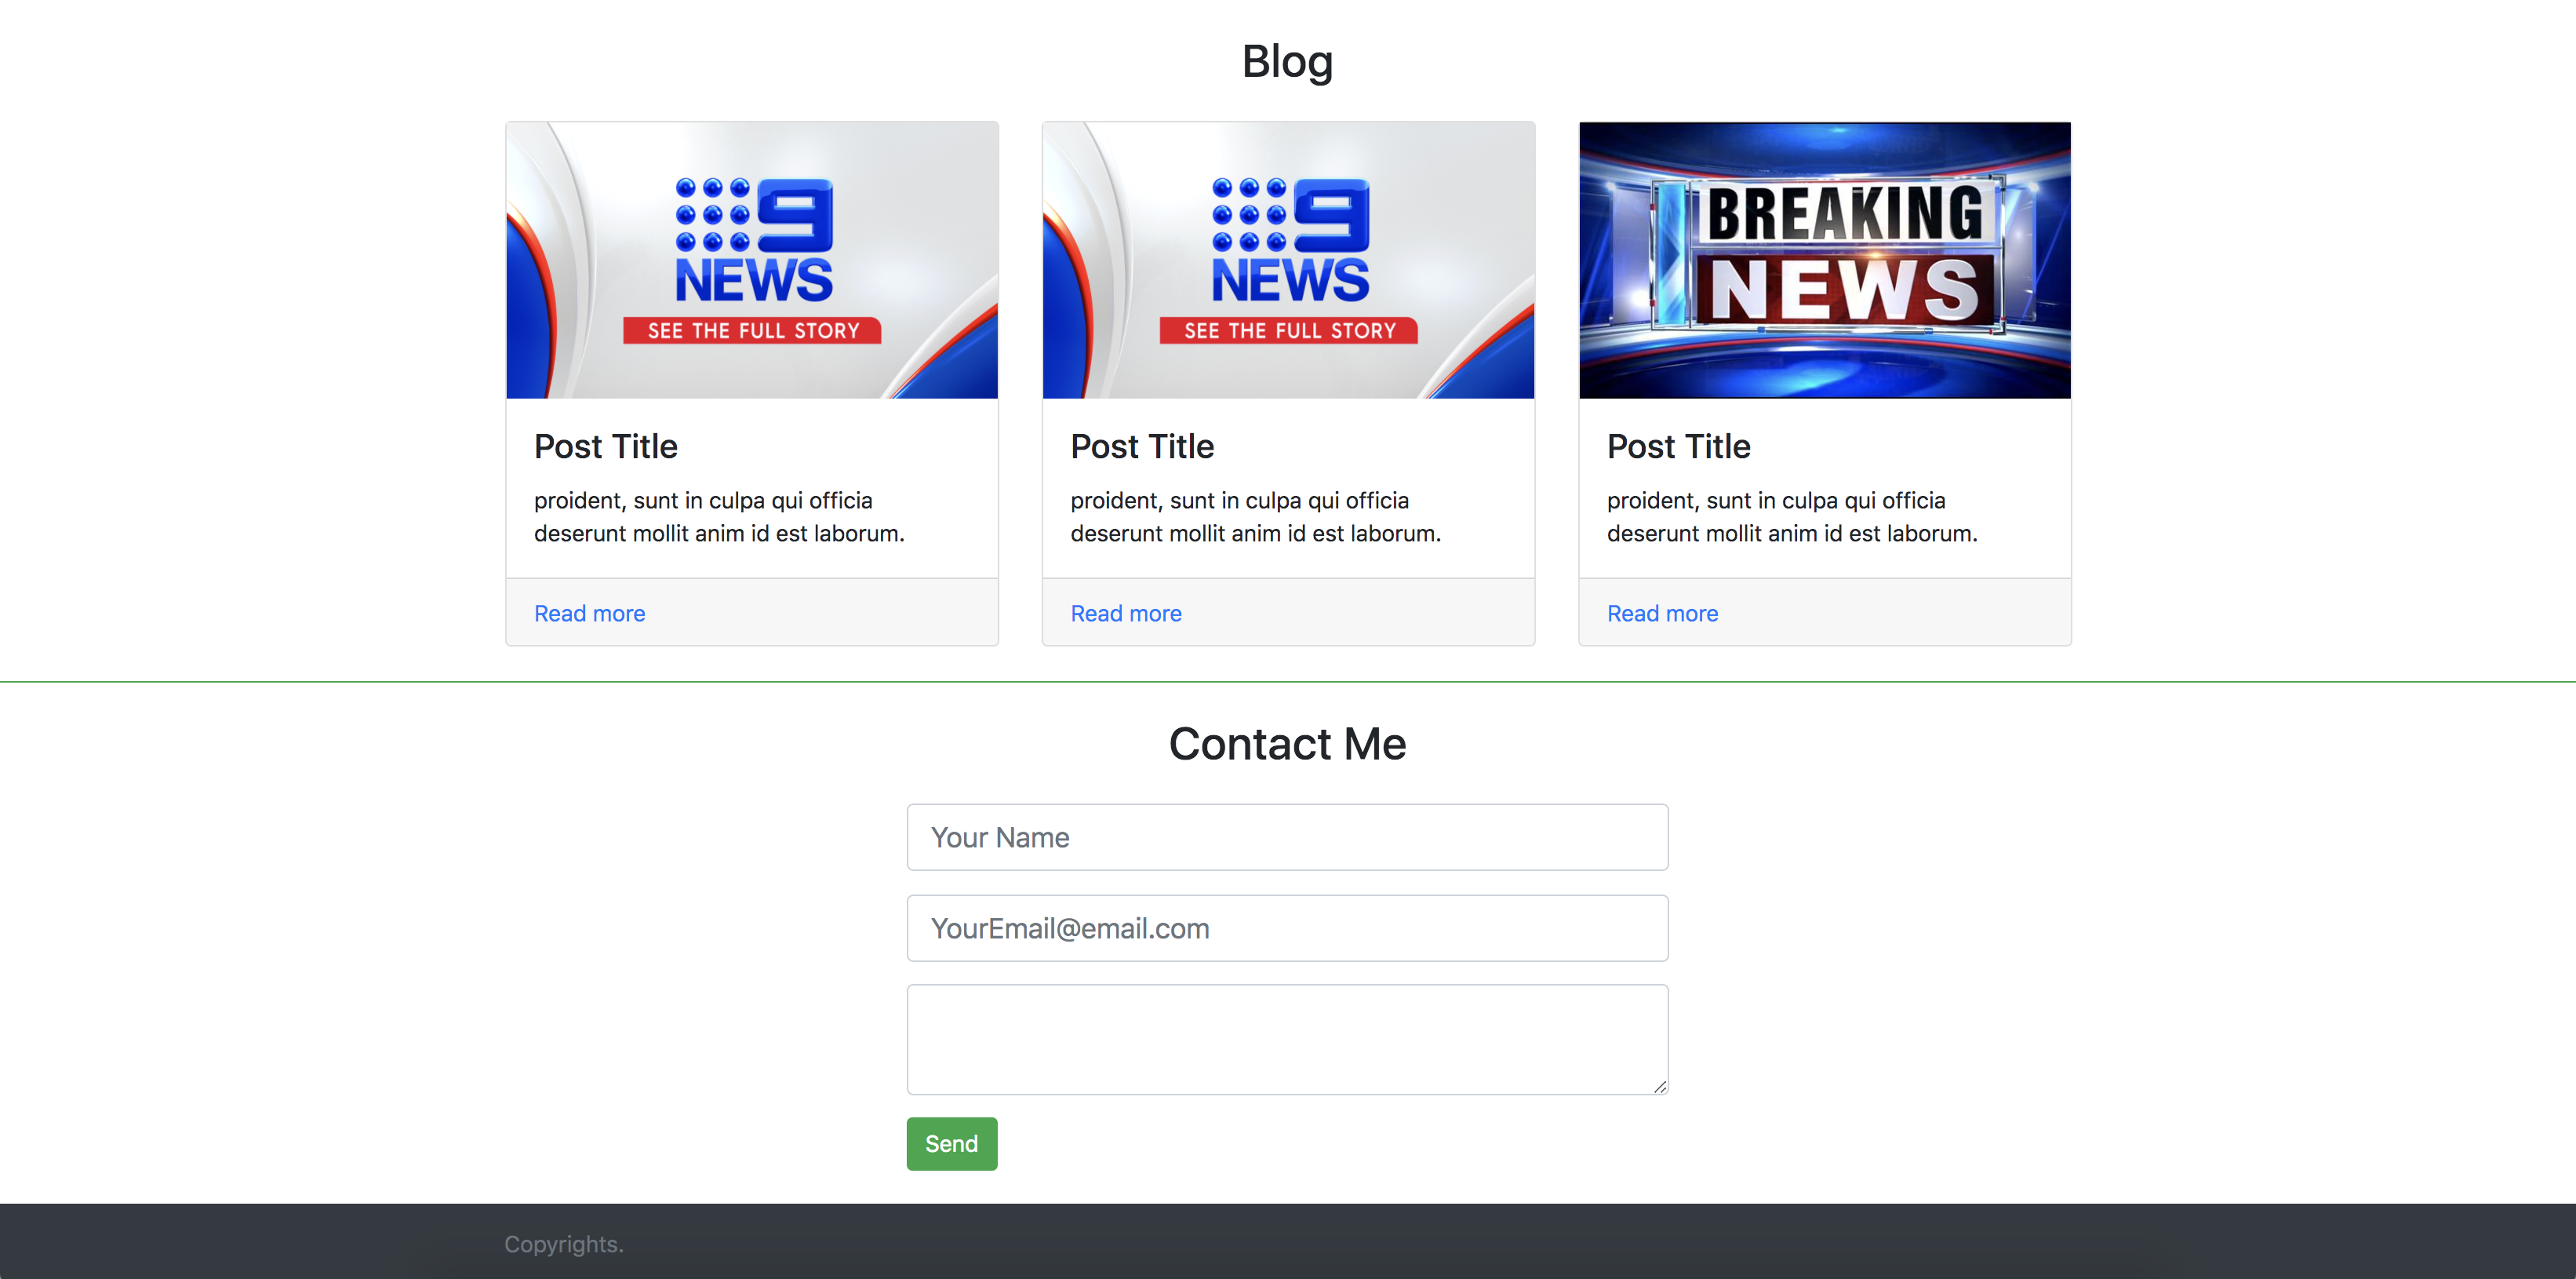 Blog
9
NEWS
SEE THE FULL STORY
Post Title
proident, sunt in culpa qui officia
deserunt mollit anim id est laborum.
Read more
9
NEWS
SEE THE FULL STORY
Post Title
proident, sunt in culpa qui officia
deserunt mollit anim id est laborum.
Read more
BREAKING
NEWS
Post Title
proident, sunt in culpa qui officia
deserunt mollit anim id est laborum.
Read more
Contact Me
Your Name
YourEmail@email.com
Send
Copyrights.